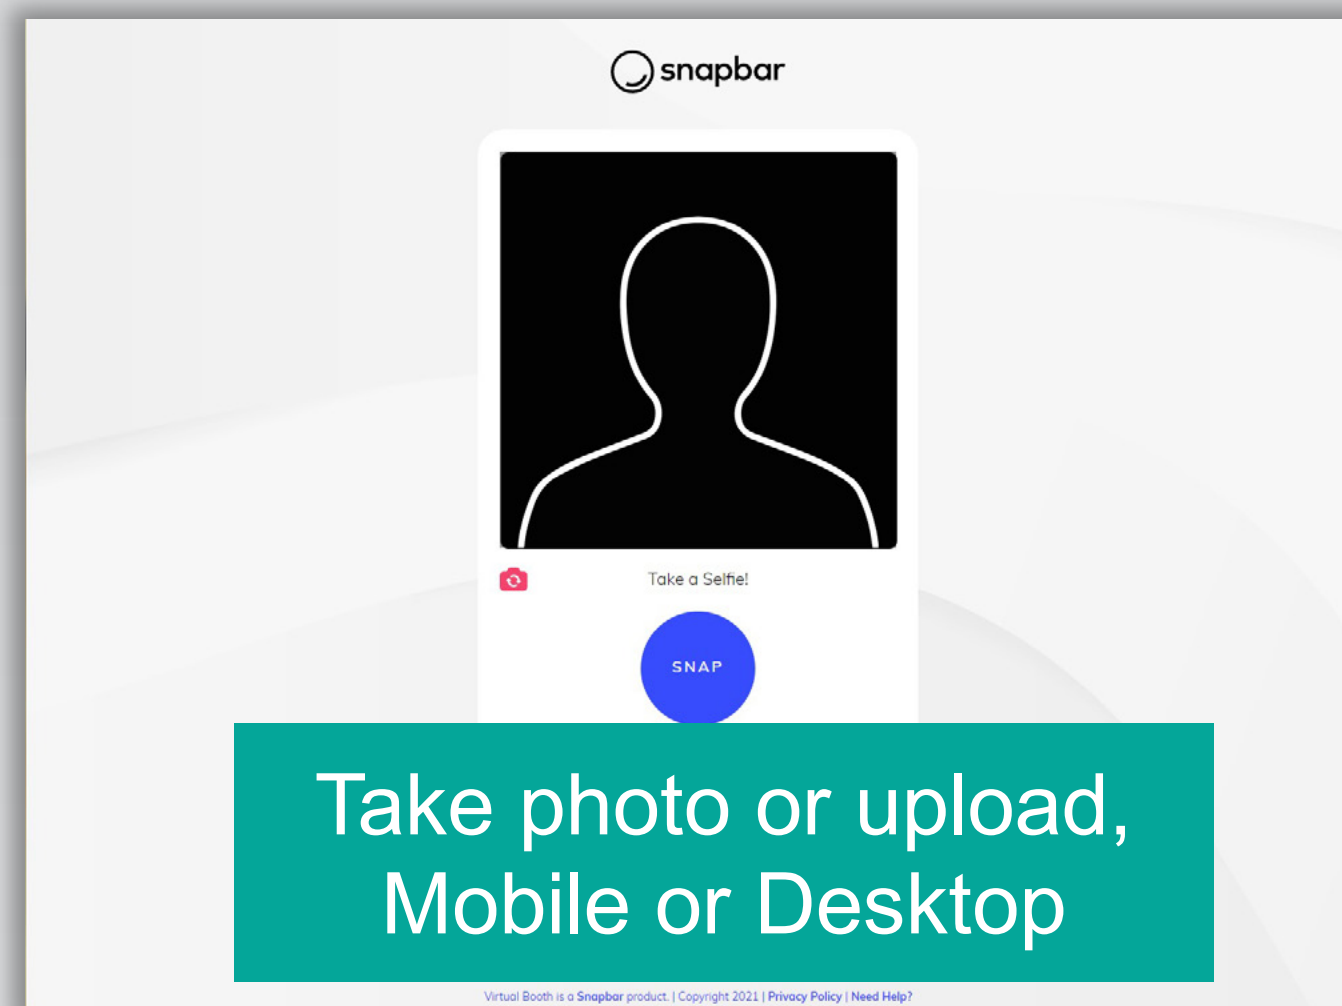 snapbar
Take a Selfie!
SNAP
Take photo or upload,
Mobile or Desktop
Virtual Booth is a Snapbar product. | Copyright 2021 | Privacy Policy | Need Help?